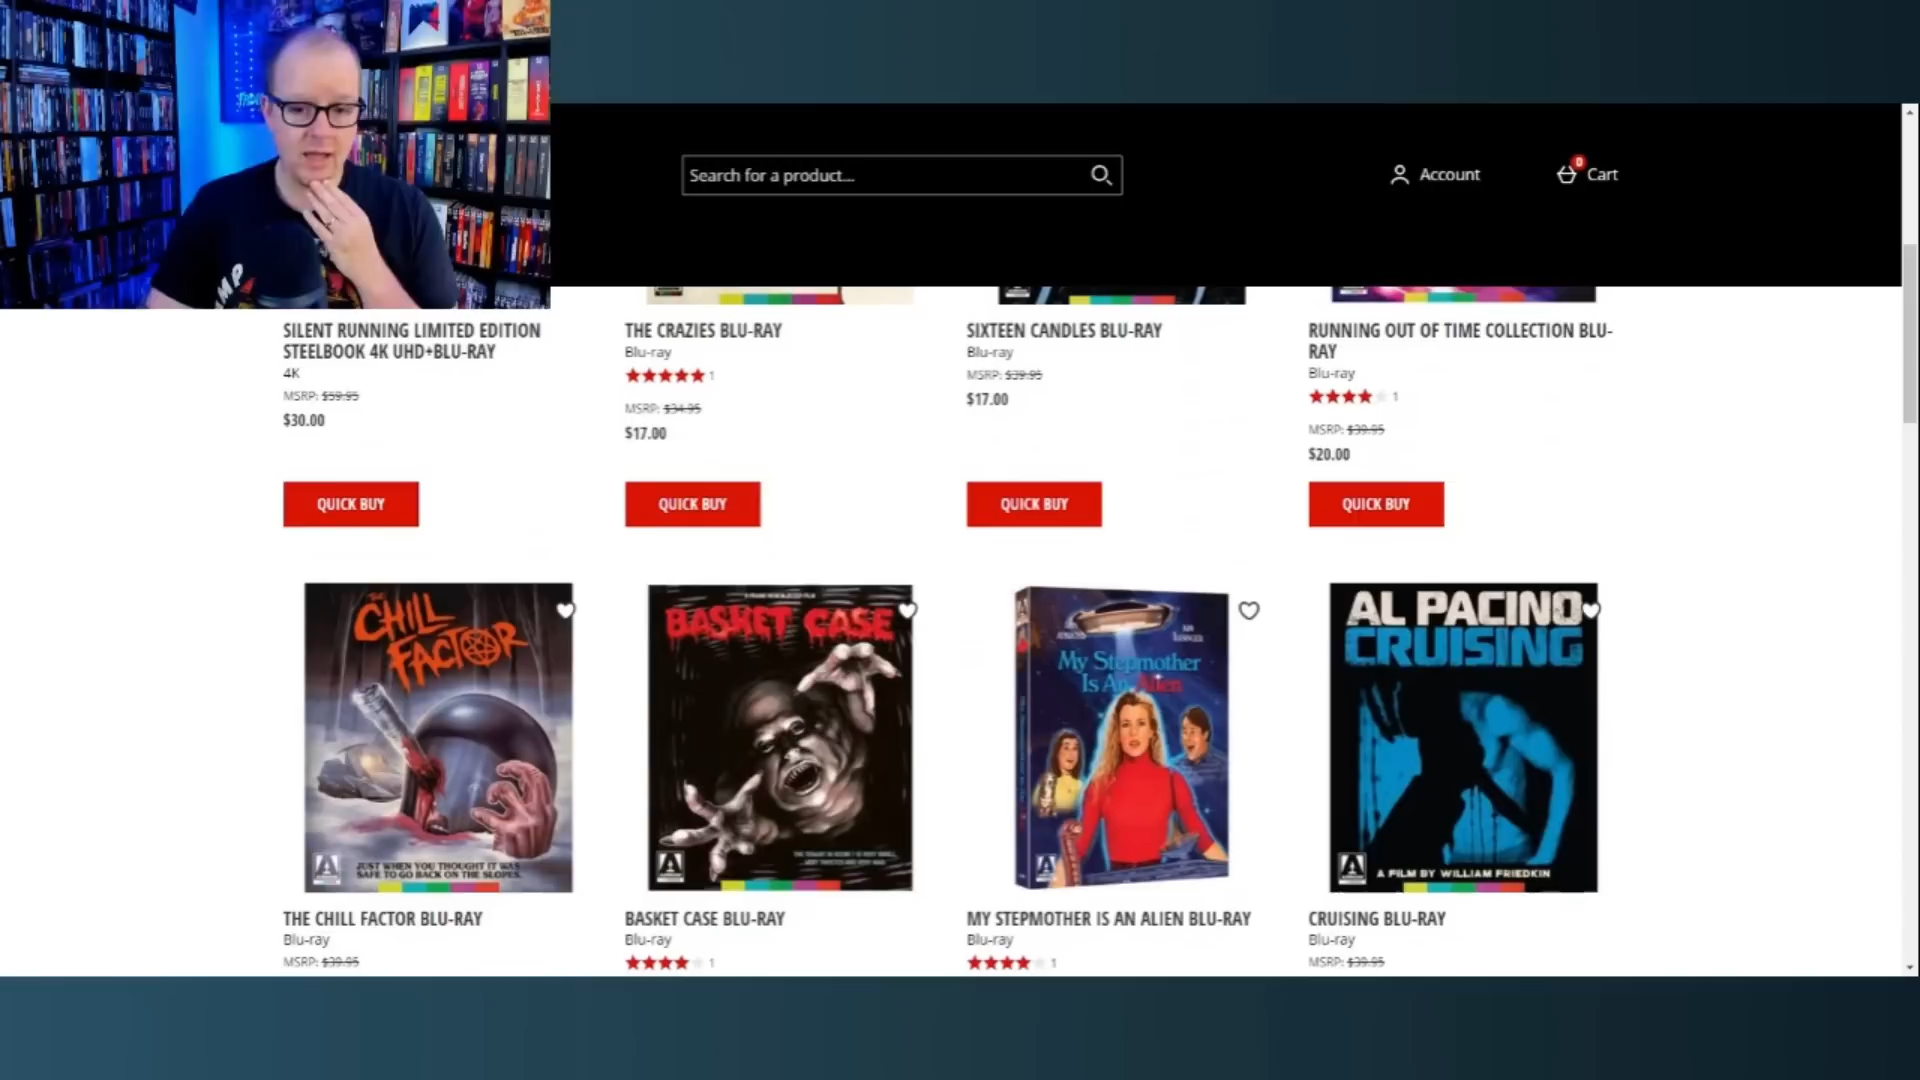 Search for a product...
0
Account
Cart
SILENT RUNNING LIMITED EDITION
STEELBOOK 4K UHD+BLU-RAY
4K
MSRP: $59.95
$30.00
THE CRAZIES BLU-RAY
Blu-ray
1
MSRP: $34.95
$17.00
SIXTEEN CANDLES BLU-RAY
Blu-ray
MSRP: $39.95
$17.00
RUNNING OUT OF TIME COLLECTION BLU-
RAY
Blu-ray
1
MSRP: $39.95
$20.00
QUICK BUY
QUICK BUY
QUICK BUY
QUICK BUY
THE
CHILL
FACTOR
JUST WHEN YOU THOUGHT IT WAS
SAFE TO GO BACK ON THE SLOPES.
BASKET CASE
My Stepmother
Is An Alien
AL PACINO
CRUISING
A FILM BY WILLIAM FRIEDKIN
THE CHILL FACTOR BLU-RAY
Blu-ray
MSRP: $39.95
BASKET CASE BLU-RAY
Blu-ray
1
MY STEPMOTHER IS AN ALIEN BLU-RAY
Blu-ray
1
CRUISING BLU-RAY
Blu-ray
MSRP: $39.95